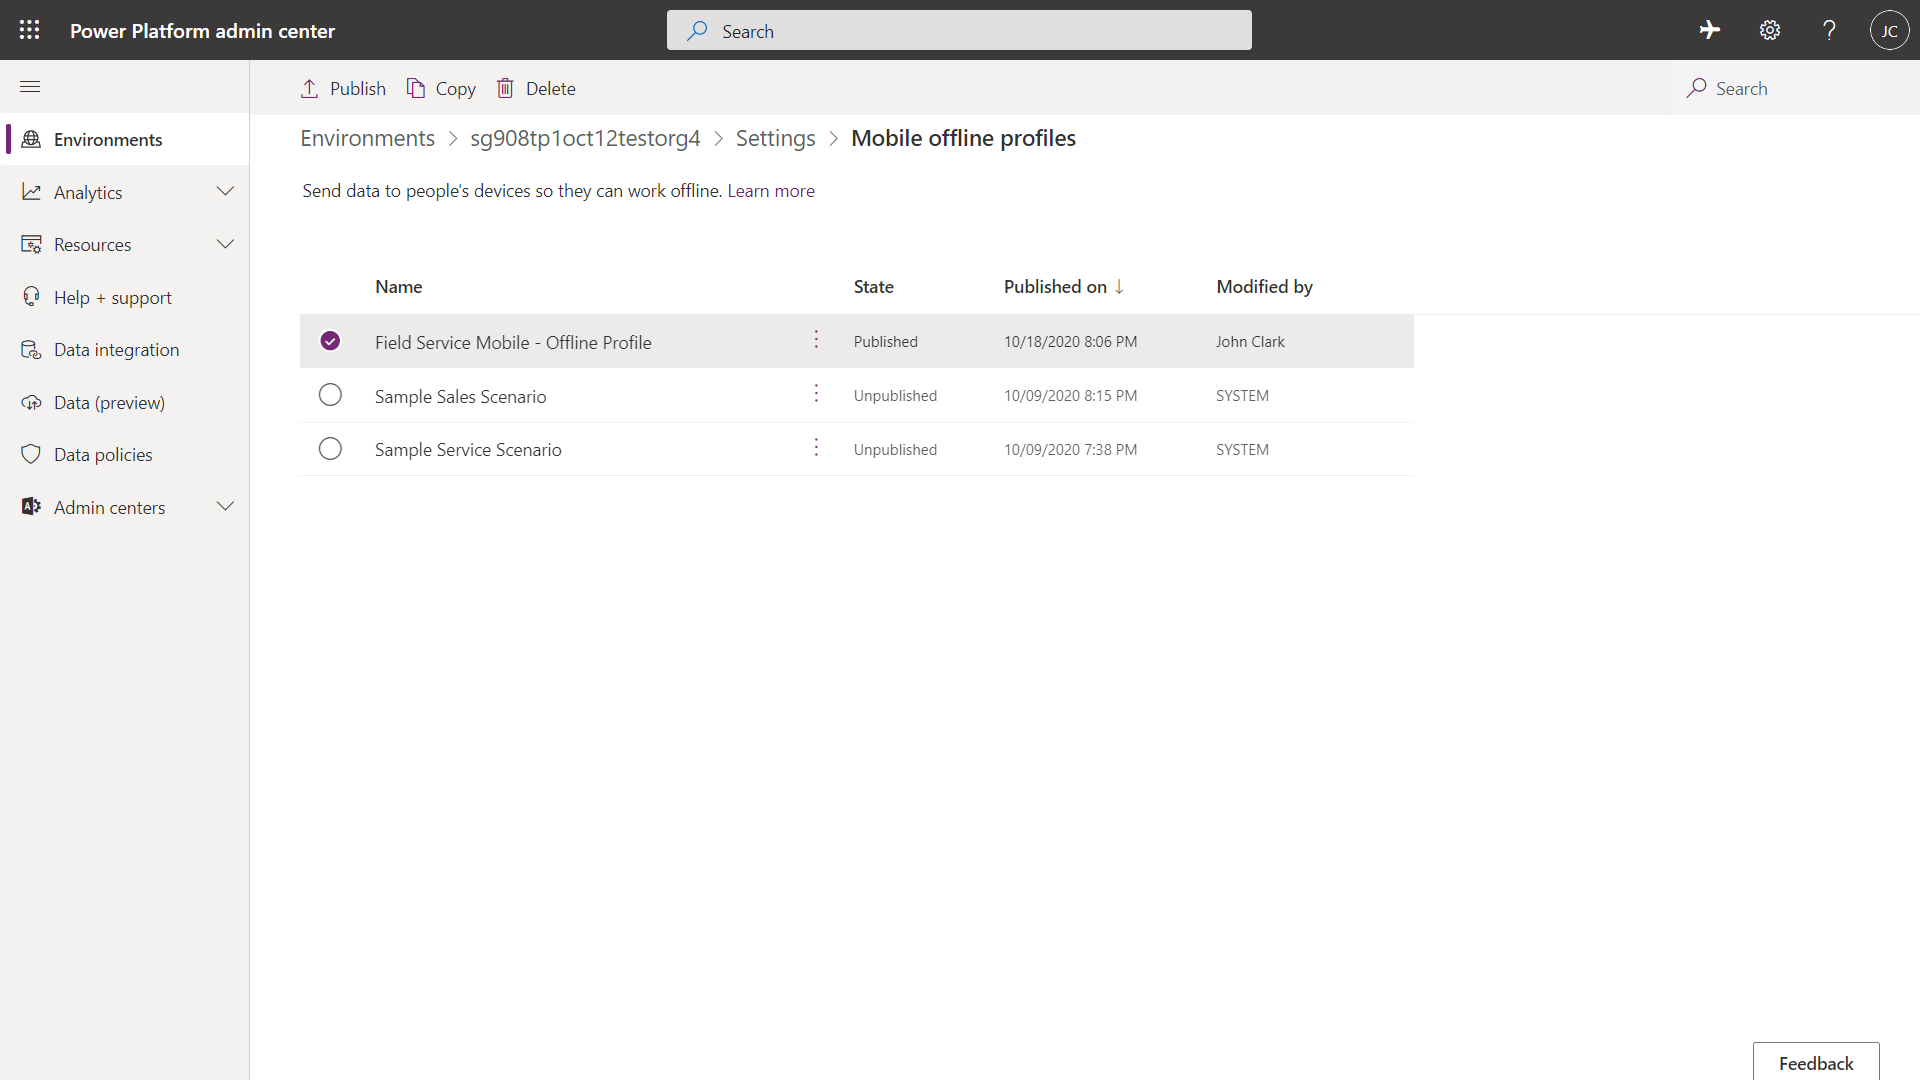 Power Platform admin center
Search
?
JC
Publish
Copy
Delete
Search
Environments
Analytics
Resources
Help + support
Data integration
Data (preview)
Data policies
Admin centers
Environments > sg908tp1oct12testorg4 > Settings > Mobile offline profiles
Send data to people's devices so they can work offline. Learn more
Name State Published on ↓ Modified by
Field Service Mobile - Offline Profile Published 10/18/2020 8:06 PM John Clark
Sample Sales Scenario Unpublished 10/09/2020 8:15 PM SYSTEM
Sample Service Scenario Unpublished 10/09/2020 7:38 PM SYSTEM
Feedback